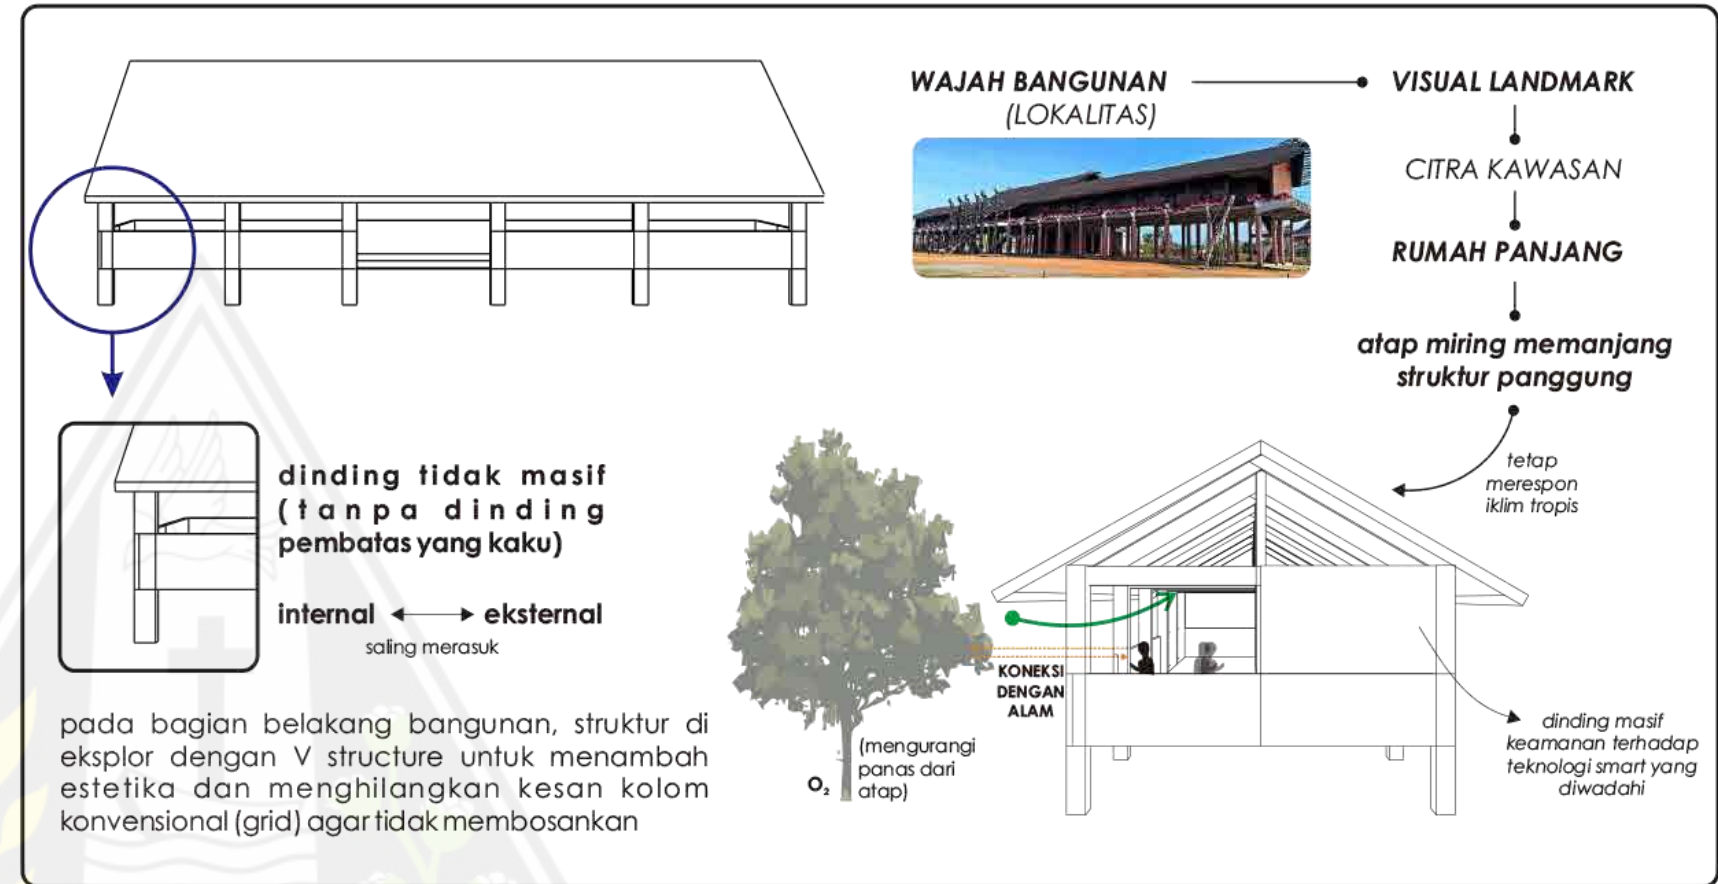 WAJAH BANGUNAN
(LOKALITAS)
VISUAL LANDMARK
CITRA KAWASAN
RUMAH PANJANG
atap miring memanjang
struktur panggung
tetap
merespon
iklim tropis
dinding tidak masif
(tanpa dinding
pembatas yang kaku)
internal eksternal
saling merasuk
pada bagian belakang bangunan, struktur di
eksplor dengan V structure untuk menambah
estetika dan menghilangkan kesan kolom
konvensional (grid) agar tidak membosankan
KONEKSI
DENGAN
ALAM
O₂
(mengurangi
panas dari
atap)
dinding masif
keamanan terhadap
teknologi smart yang
diwadahi